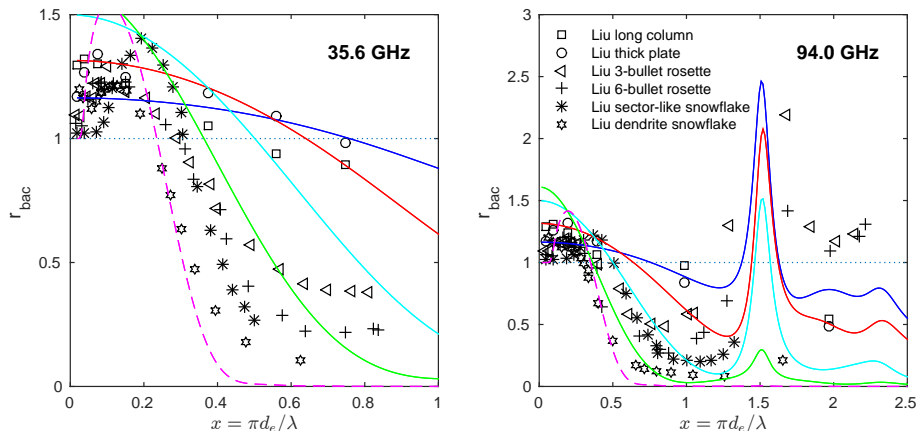 35.6 GHz
r_bac
1.5
1
0.5
0
0 0.2 0.4 0.6 0.8 1
x = πd_e/λ
94.0 GHz
Liu long column
Liu thick plate
Liu 3-bullet rosette
Liu 6-bullet rosette
Liu sector-like snowflake
Liu dendrite snowflake
r_bac
3
2.5
2
1.5
1
0.5
0
0 0.5 1 1.5 2 2.5
x = πd_e/λ